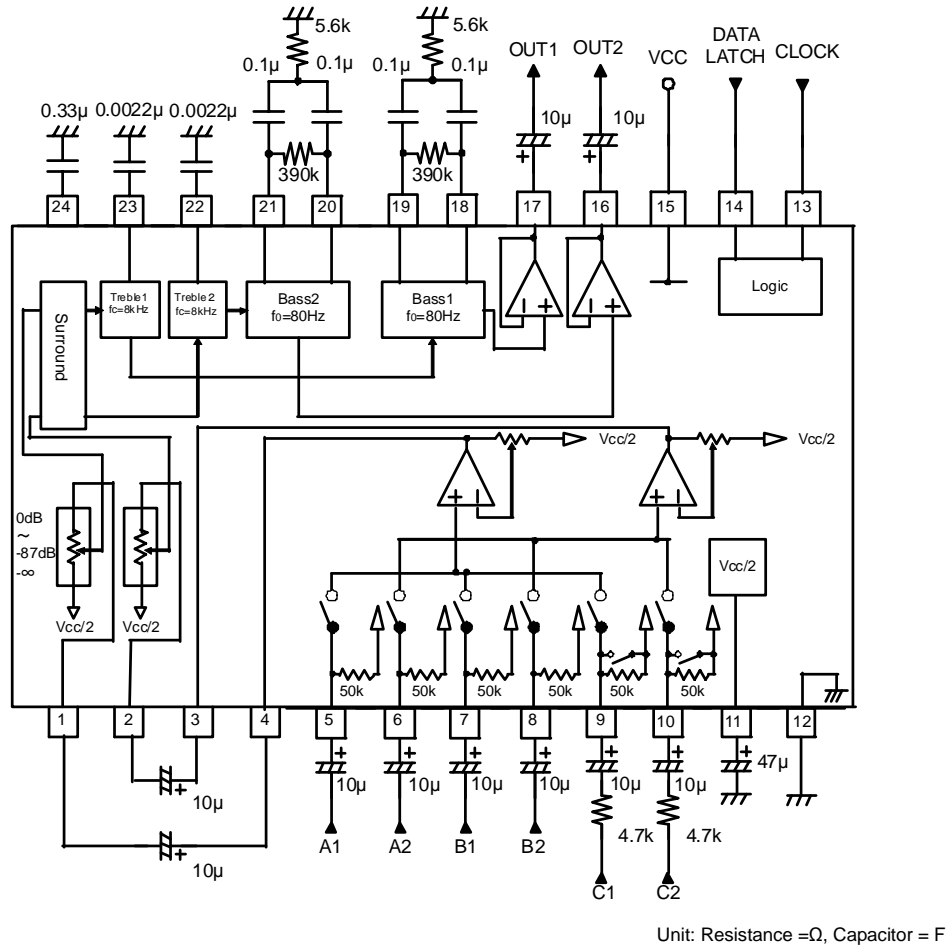 5.6k 5.6k
OUT1 OUT2 VCC DATA LATCH CLOCK
0.1μ 0.1μ 0.1μ 0.1μ
0.33μ 0.0022μ 0.0022μ
10μ 10μ
+ +
390k 390k
24 23 22 21 20 19 18 17 16 15 14 13
Surround
Treble1
fc=8kHz
Treble2
fc=8kHz
Bass2
f0=80Hz
Bass1
f0=80Hz
Logic
Vcc/2 Vcc/2
0dB
~
-87dB
-∞
Vcc/2
Vcc/2 Vcc/2
50k 50k 50k 50k 50k 50k
1 2 3 4 5 6 7 8 9 10 11 12
+ + + + + + +
10μ 10μ 10μ 10μ 10μ 10μ 47μ
+
10μ
+
10μ
A1 A2 B1 B2
4.7k 4.7k
C1 C2
Unit: Resistance =Ω, Capacitor = F